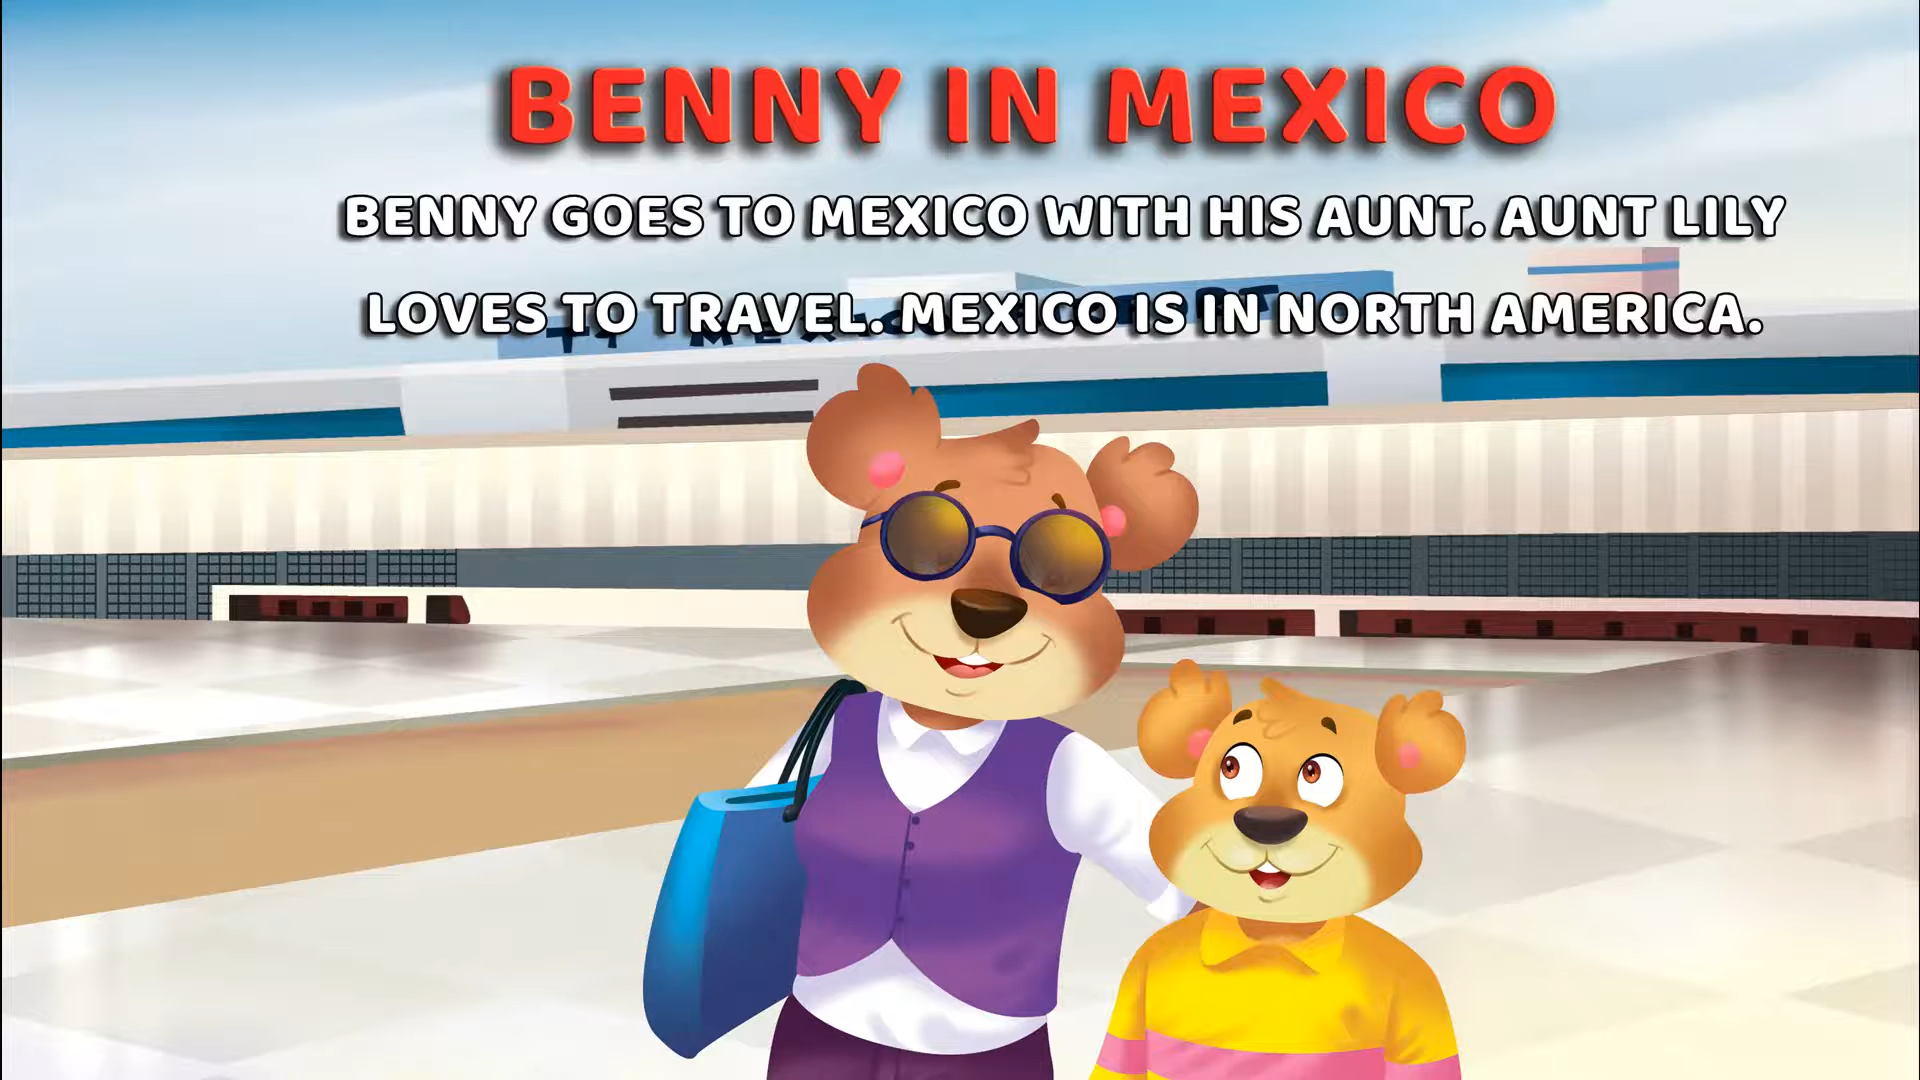 BENNY IN MEXICO
BENNY GOES TO MEXICO WITH HIS AUNT. AUNT LILY
LOVES TO TRAVEL. MEXICO IS IN NORTH AMERICA.